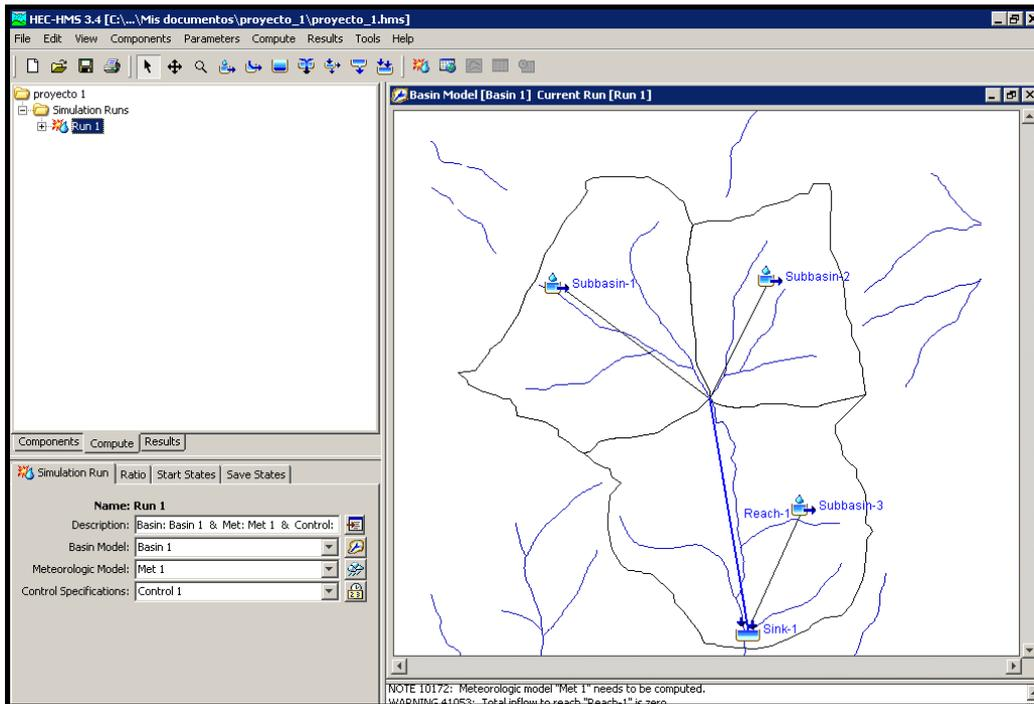 HEC-HMS 3.4 [C:\...\Mis documentos\proyecto_1\proyecto_1.hms]
File Edit View Components Parameters Compute Results Tools Help
proyecto 1
Simulation Runs
Run 1
Components Compute Results
Simulation Run Ratio Start States Save States
Name: Run 1
Description: Basin: Basin 1 & Met: Met 1 & Control:
Basin Model: Basin 1
Meteorologic Model: Met 1
Control Specifications: Control 1
Basin Model [Basin 1] Current Run [Run 1]
Subbasin-1
Subbasin-2
Subbasin-3
Reach-1
Sink-1
NOTE 10172: Meteorologic model "Met 1" needs to be computed.
WARNING 41053: Total inflow to reach "Reach-1" is zero